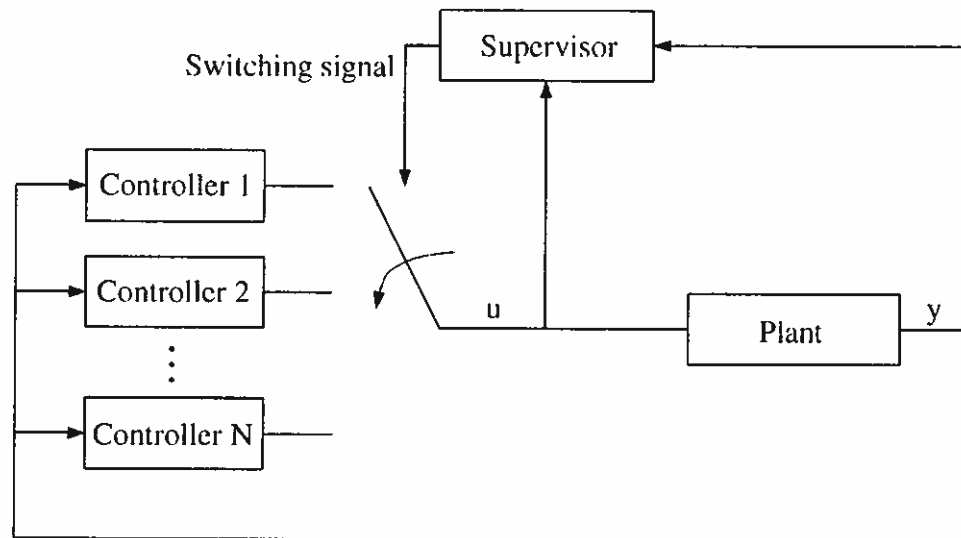 Supervisor
Switching signal
Controller 1
Controller 2
u
y
Plant
Controller N